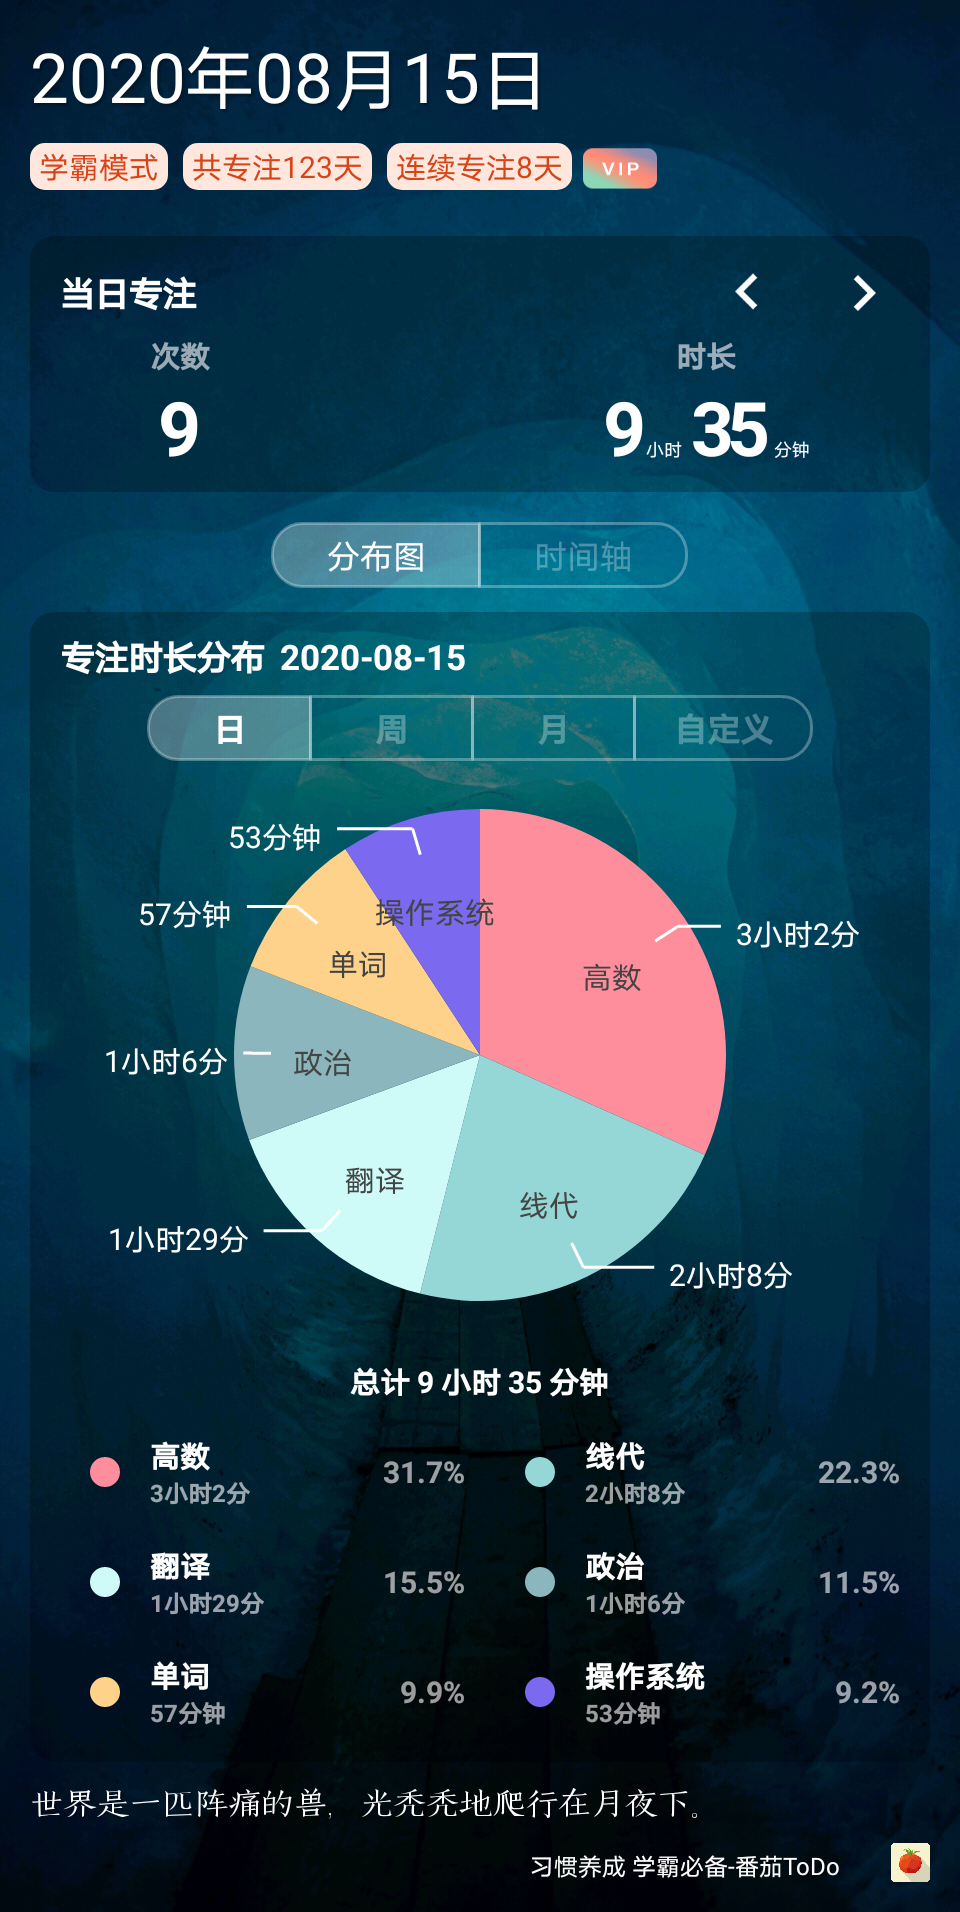 2020年08月15日
学霸模式 共专注123天 连续专注8天 VIP
当日专注
次数 时长
9 9小时 35分钟
分布图 时间轴
专注时长分布 2020-08-15
日 周 月 自定义
53分钟
57分钟
操作系统
3小时2分
单词
高数
1小时6分
政治
翻译
线代
1小时29分
2小时8分
总计 9 小时 35 分钟
高数 31.7% 线代 22.3%
3小时2分 2小时8分
翻译 15.5% 政治 11.5%
1小时29分 1小时6分
单词 9.9% 操作系统 9.2%
57分钟 53分钟
世界是一匹阵痛的兽，光秃秃地爬行在月夜下。
习惯养成 学霸必备-番茄ToDo